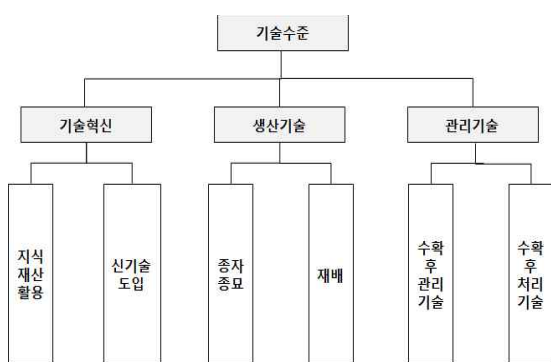 기술수준
기술혁신
생산기술
관리기술
지식
재산
활용
신기술
도입
종자
종묘
재배
수확
후
관리
기술
수확
후
처리
기술